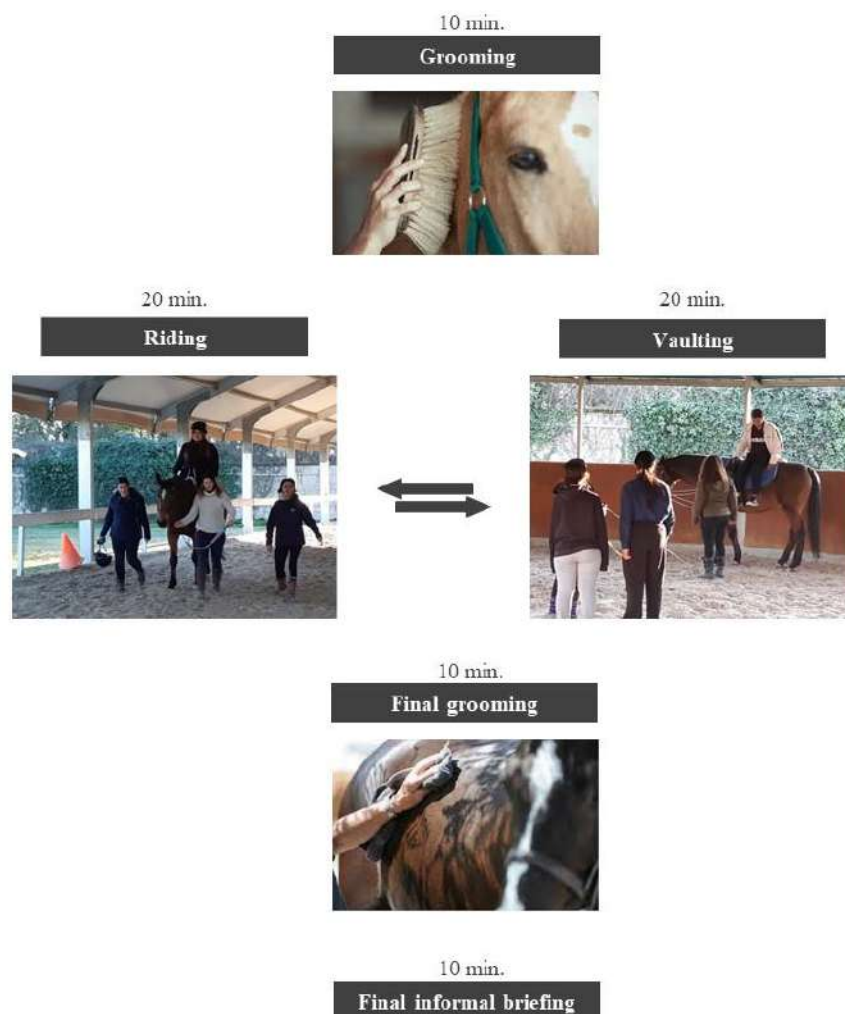 10 min.
Grooming
20 min.
Riding
20 min.
Vaulting
10 min.
Final grooming
10 min.
Final informal briefing